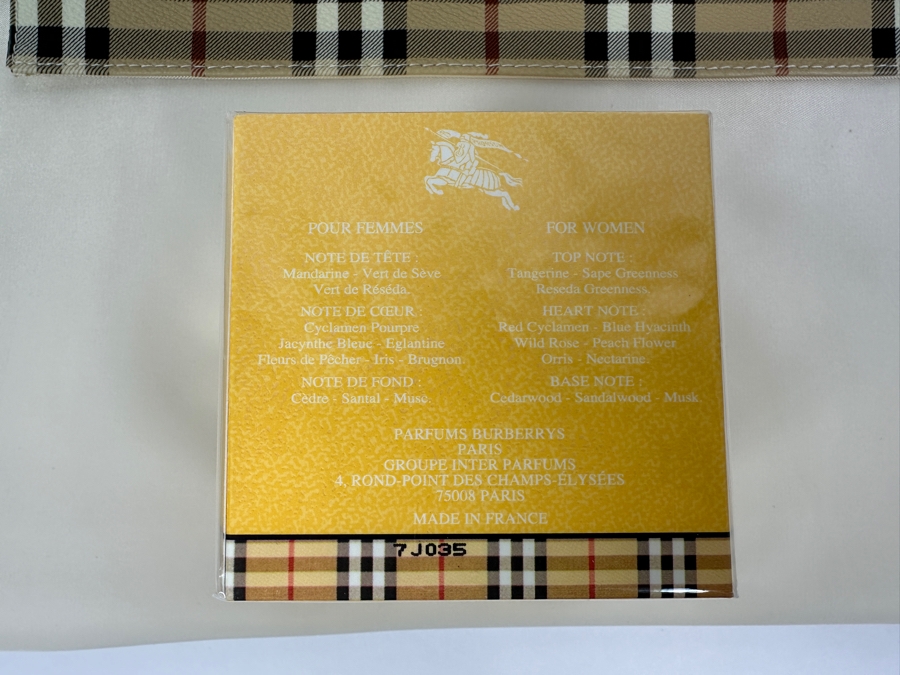 POUR FEMMES
NOTE DE TÊTE :
Mandarine - Vert de Sève
Vert de Réséda.
NOTE DE CŒUR :
Cyclamen Pourpre
Jacynthe Bleue - Eglantine
Fleurs de Pêcher - Iris - Brugnon.
NOTE DE FOND :
Cèdre - Santal - Musc.
FOR WOMEN
TOP NOTE :
Tangerine - Sape Greenness
Reseda Greenness.
HEART NOTE :
Red Cyclamen - Blue Hyacinth
Wild Rose - Peach Flower
Orris - Nectarine.
BASE NOTE :
Cedarwood - Sandalwood - Musk.
PARFUMS BURBERRYS :
PARIS
GROUPE INTER PARFUMS
4, ROND-POINT DES CHAMPS-ÉLYSÉES
75008 PARIS
MADE IN FRANCE
7J035